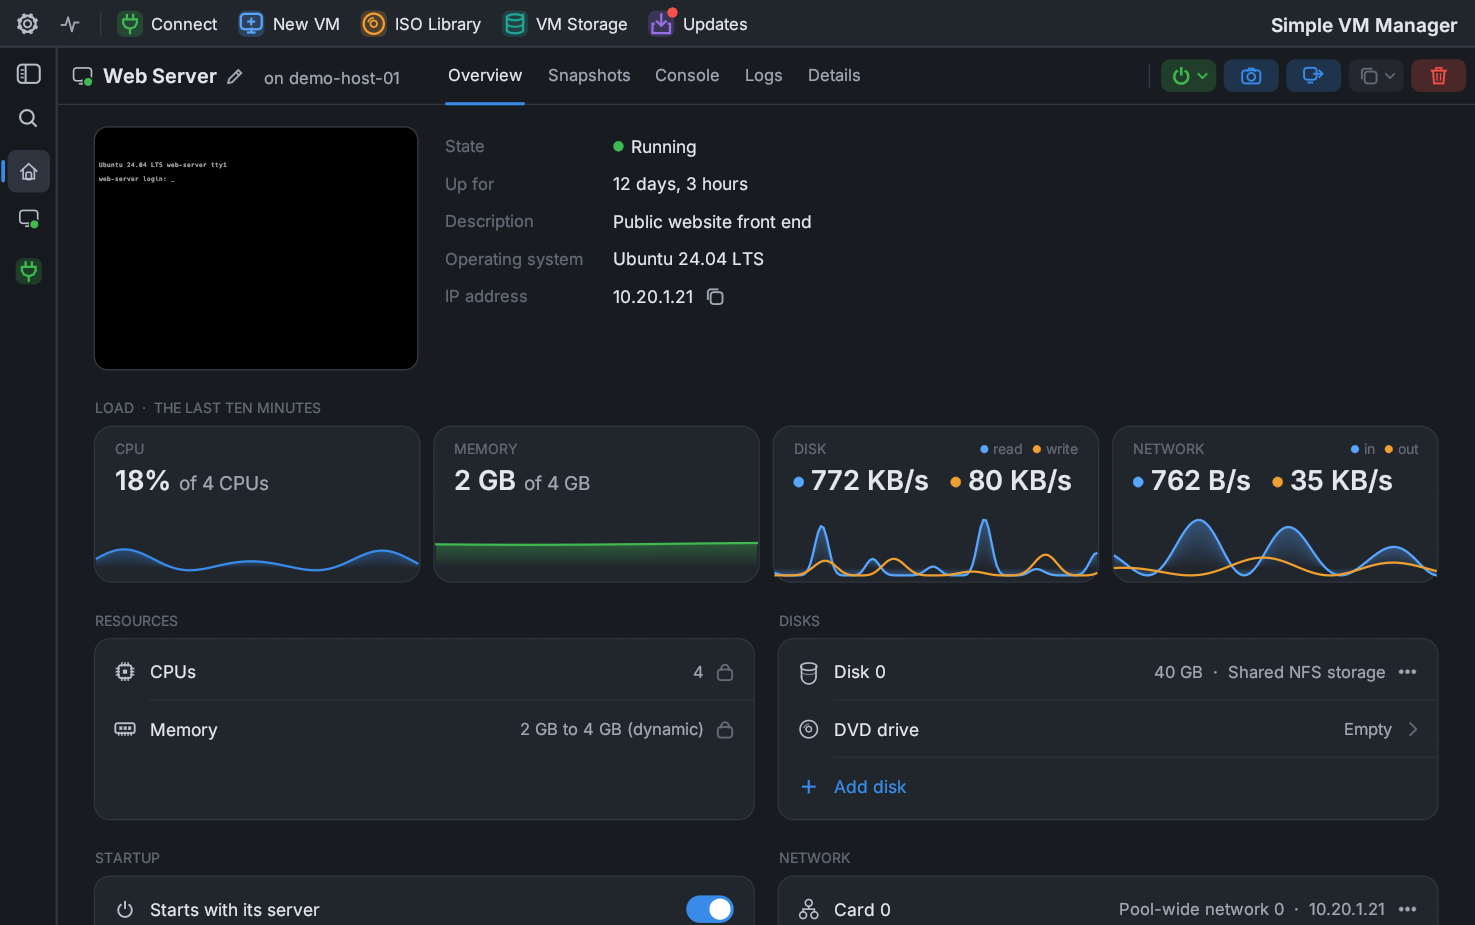 Connect New VM ISO Library VM Storage Updates Simple VM Manager
Web Server on demo-host-01 Overview Snapshots Console Logs Details
Ubuntu 24.04 LTS web-server tty1
web-server login: _
State Running
Up for 12 days, 3 hours
Description Public website front end
Operating system Ubuntu 24.04 LTS
IP address 10.20.1.21
LOAD · THE LAST TEN MINUTES
CPU
18% of 4 CPUs
MEMORY
2 GB of 4 GB
DISK read write
772 KB/s 80 KB/s
NETWORK in out
762 B/s 35 KB/s
RESOURCES
CPUs 4
Memory 2 GB to 4 GB (dynamic)
DISKS
Disk 0 40 GB · Shared NFS storage
DVD drive Empty
Add disk
STARTUP
Starts with its server
NETWORK
Card 0 Pool-wide network 0 · 10.20.1.21